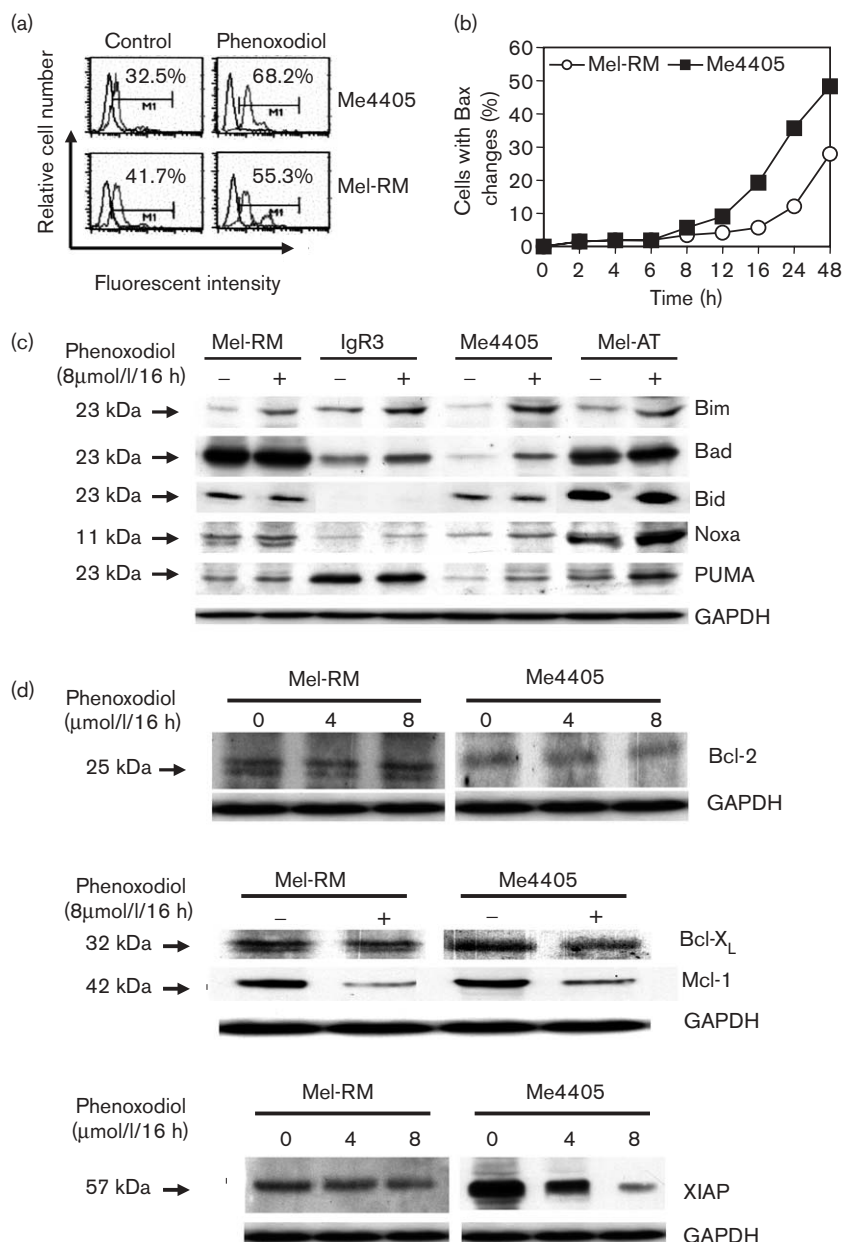 (a)
Control Phenoxodiol
Relative cell number
32.5% 68.2%
M1 M1
Me4405
41.7% 55.3%
M1 M1
Mel-RM
Fluorescent intensity
(b)
Cells with Bax
changes (%)
60
50
40
30
20
10
0
Mel-RM Me4405
0 2 4 6 8 12 16 24 48
Time (h)
(c)
Phenoxodiol
(8μmol/l/16 h)
Mel-RM IgR3 Me4405 Mel-AT
− + − + − + − +
23 kDa Bim
23 kDa Bad
23 kDa Bid
11 kDa Noxa
23 kDa PUMA
GAPDH
(d)
Phenoxodiol
(μmol/l/16 h)
Mel-RM Me4405
0 4 8 0 4 8
25 kDa Bcl-2
GAPDH
Phenoxodiol
(8μmol/l/16 h)
Mel-RM Me4405
− + − +
32 kDa Bcl-XL
42 kDa Mcl-1
GAPDH
Phenoxodiol
(μmol/l/16 h)
Mel-RM Me4405
0 4 8 0 4 8
57 kDa XIAP
GAPDH